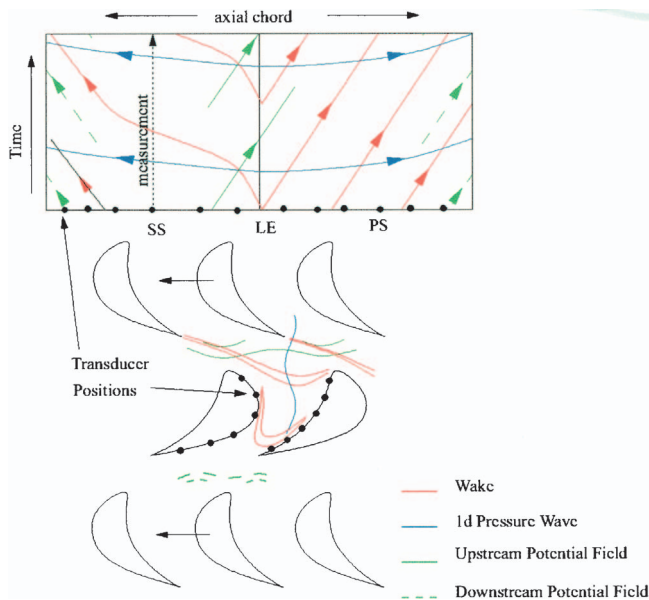 axial chord
Time
measurement
SS
LE
PS
Transducer
Positions
Wake
1d Pressure Wave
Upstream Potential Field
Downstream Potential Field